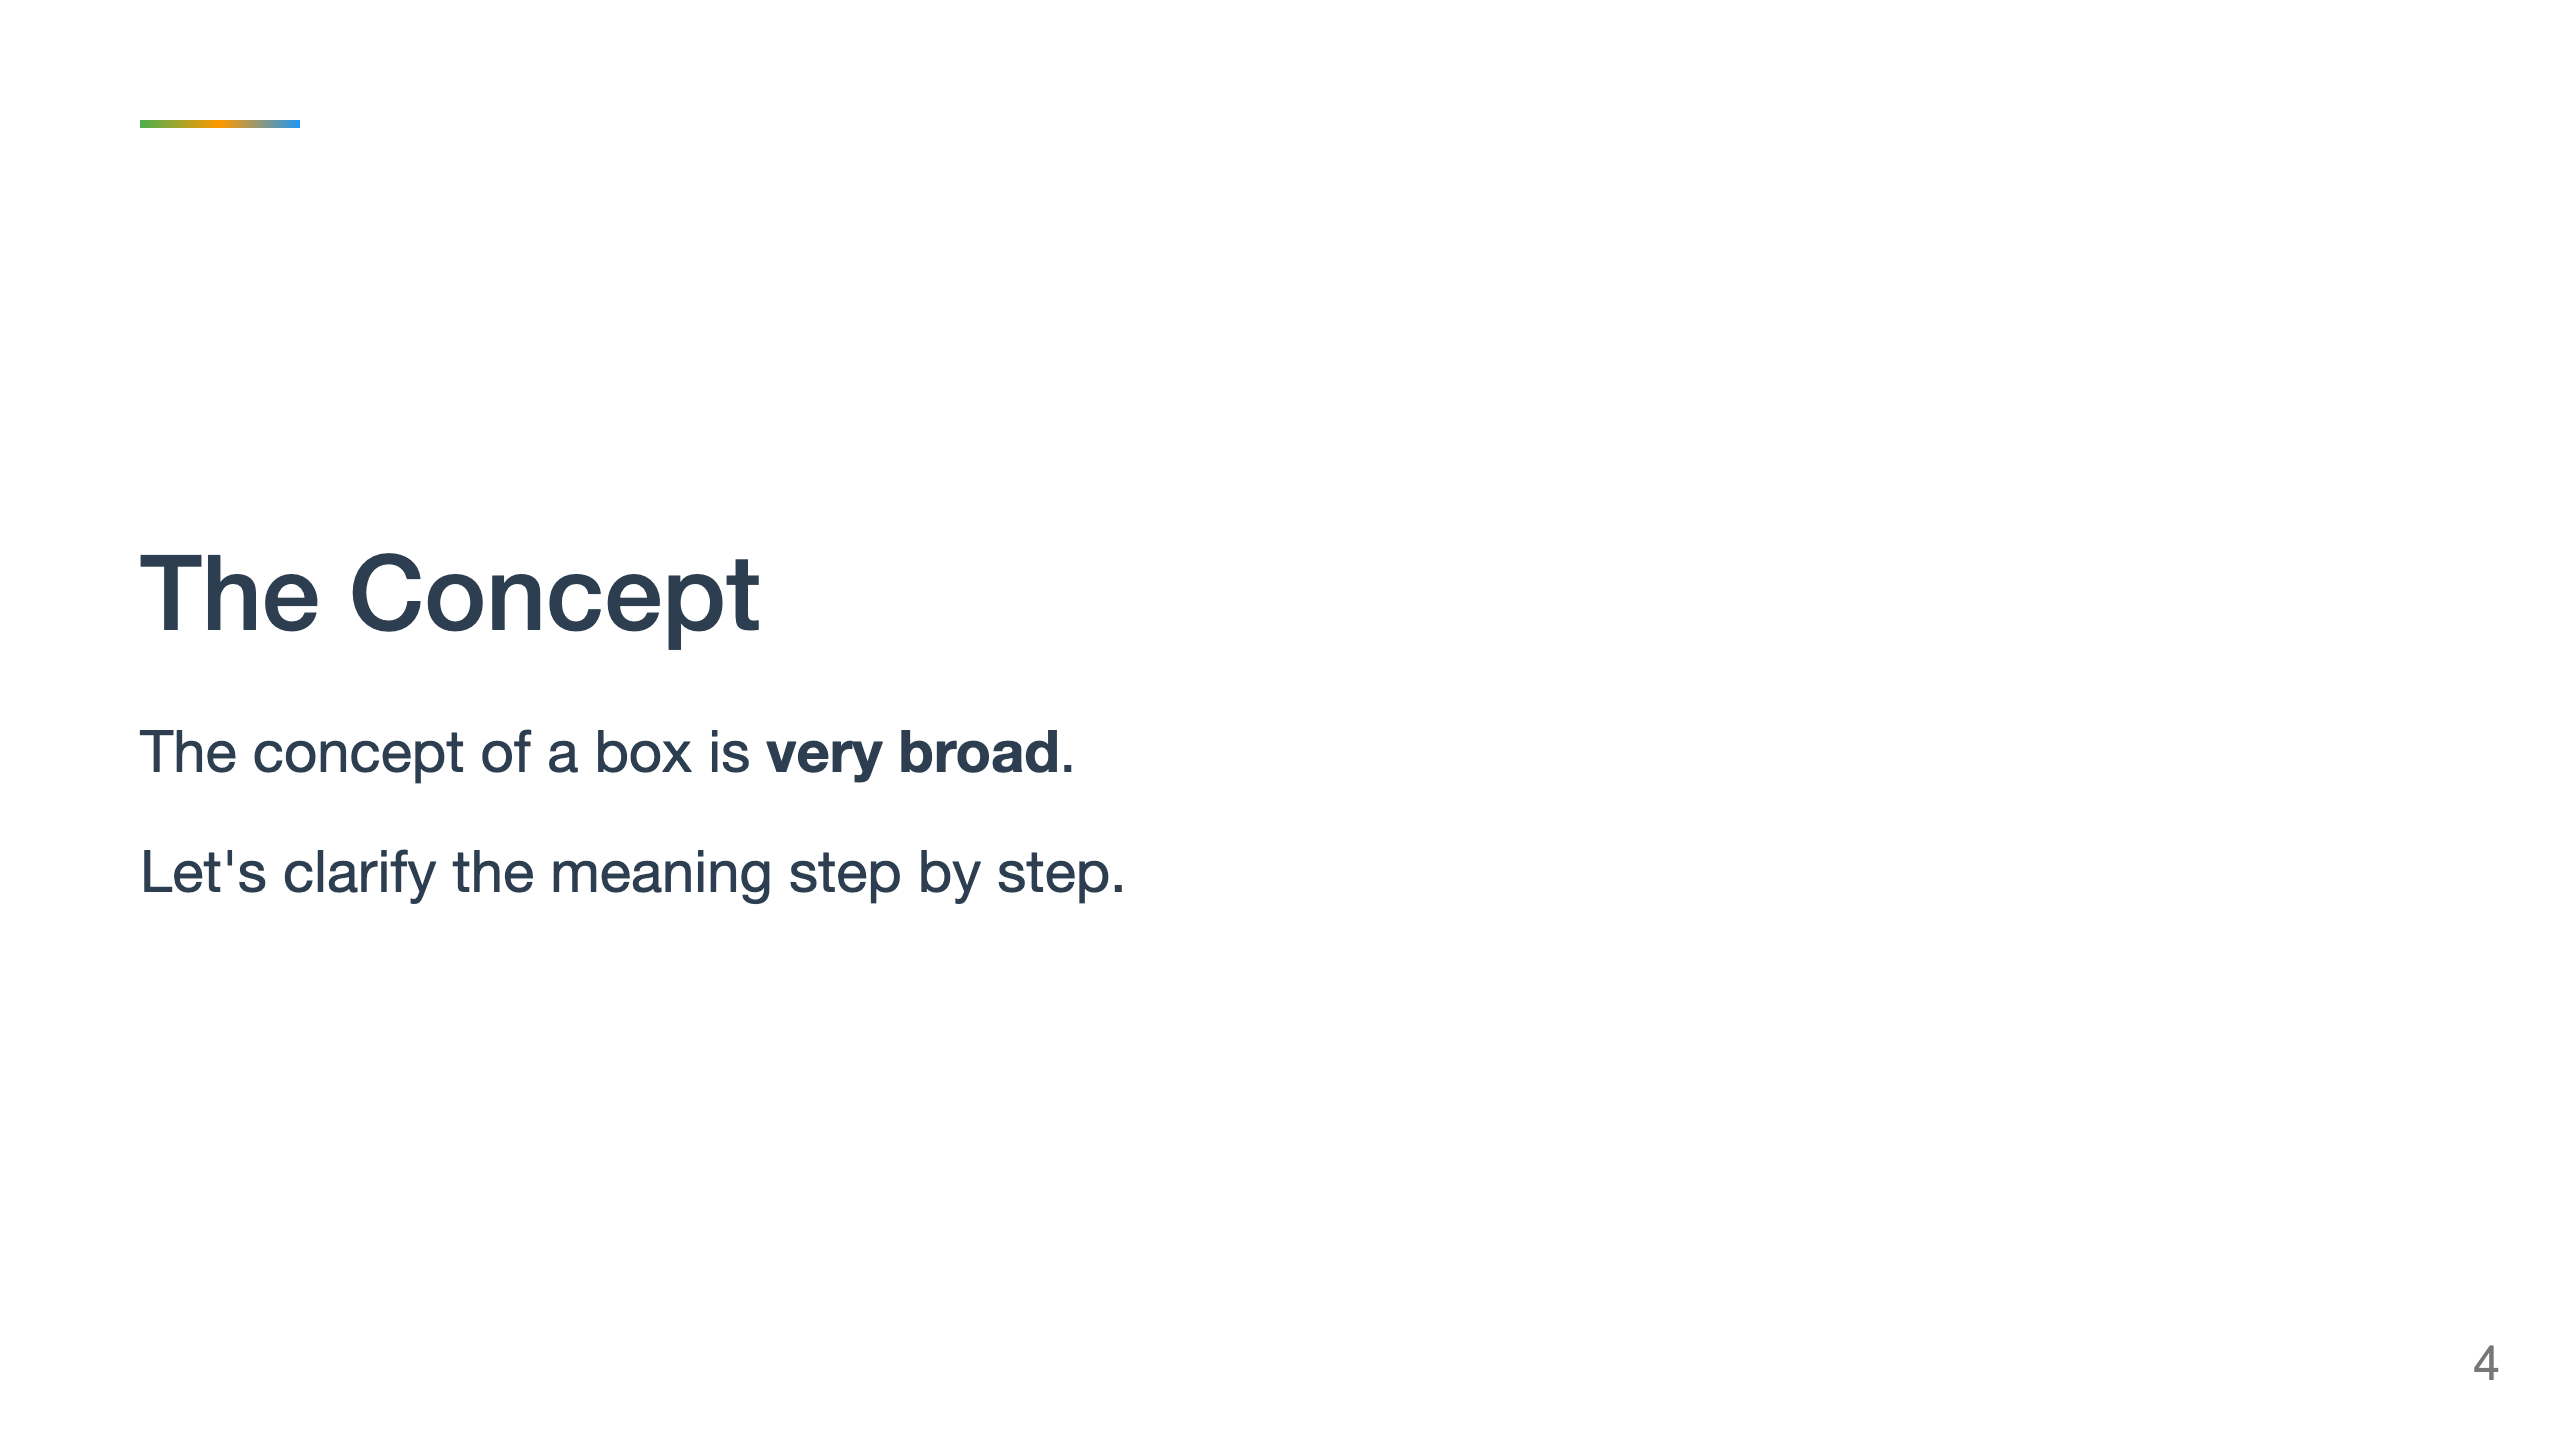 The Concept
The concept of a box is very broad.
Let's clarify the meaning step by step.
4